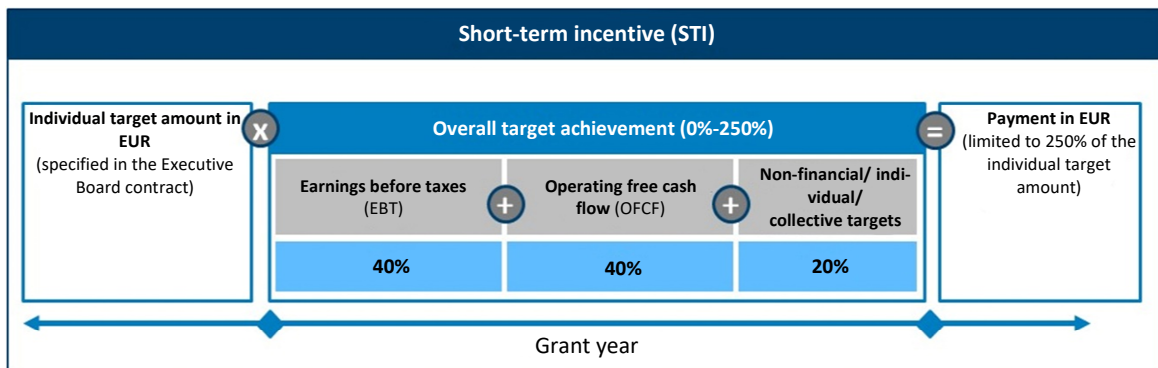 Short-term incentive (STI)
Individual target amount in
EUR
(specified in the Executive
Board contract)
x
Overall target achievement (0%-250%)
=
Payment in EUR
(limited to 250% of the
individual target
amount)
Earnings before taxes
(EBT)
+
Operating free cash
flow (OFCF)
+
Non-financial/ indi-
vidual/
collective targets
40%
40%
20%
Grant year